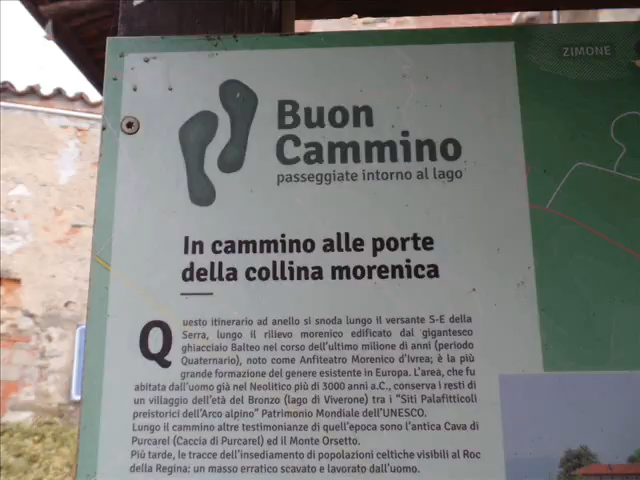 ZIMONE
Buon
Cammino
passeggiate intorno al lago
In cammino alle porte
della collina morenica
Questo itinerario ad anello si snoda lungo il versante S-E della
Serra, lungo il rilievo morenico edificato dal gigantesco
ghiacciaio Balteo nel corso dell'ultimo milione di anni (periodo
Quaternario), noto come Anfiteatro Morenico d'Ivrea; è la più
grande formazione del genere esistente in Europa. L'area, che fu
abitata dall'uomo già nel Neolitico più di 3000 anni a.C., conserva i resti di
un villaggio dell'età del Bronzo (lago di Viverone) tra i "Siti Palafitticoli
preistorici dell'Arco alpino" Patrimonio Mondiale dell'UNESCO.
Lungo il cammino altre testimonianze di quell'epoca sono l'antica Cava di
Purcarel (Caccia di Purcarel) ed il Monte Orsetto.
Più tarde, le tracce dell'insediamento di popolazioni celtiche visibili al Roc
della Regina: un masso erratico scavato e lavorato dall'uomo.